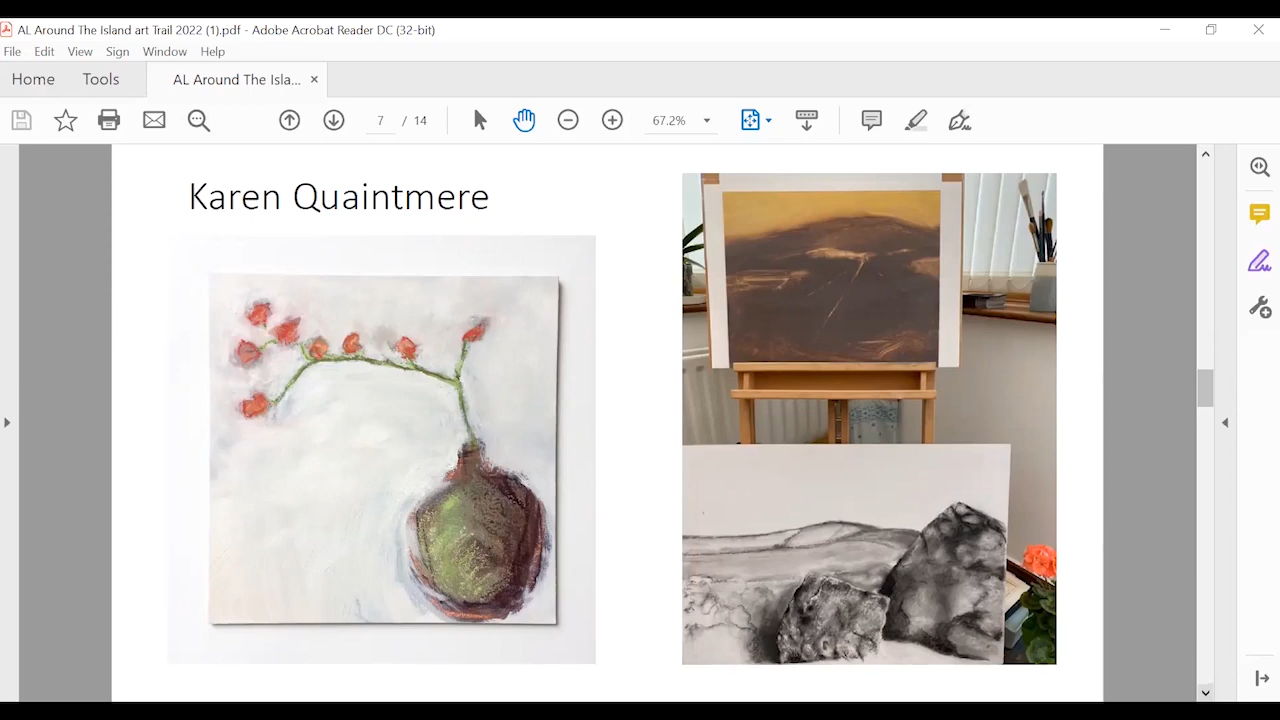 AL Around The Island art Trail 2022 (1).pdf - Adobe Acrobat Reader DC (32-bit)
File Edit View Sign Window Help
Home Tools AL Around The Isla... ×
7 / 14 67.2%
Karen Quaintmere